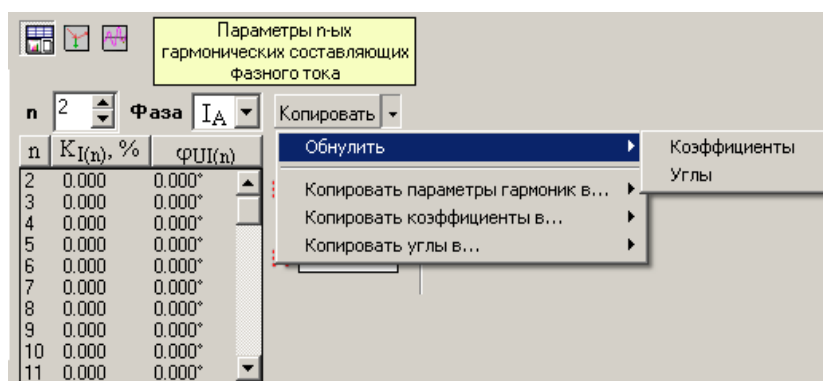 Параметры n-ых
гармонических составляющих
фазного тока
n 2 Фаза IA Копировать
n KI(n), % φUI(n)
Обнулить
Коэффициенты
Углы
Копировать параметры гармоник в...
Копировать коэффициенты в...
Копировать углы в...
2 0.000 0.000°
3 0.000 0.000°
4 0.000 0.000°
5 0.000 0.000°
6 0.000 0.000°
7 0.000 0.000°
8 0.000 0.000°
9 0.000 0.000°
10 0.000 0.000°
11 0.000 0.000°